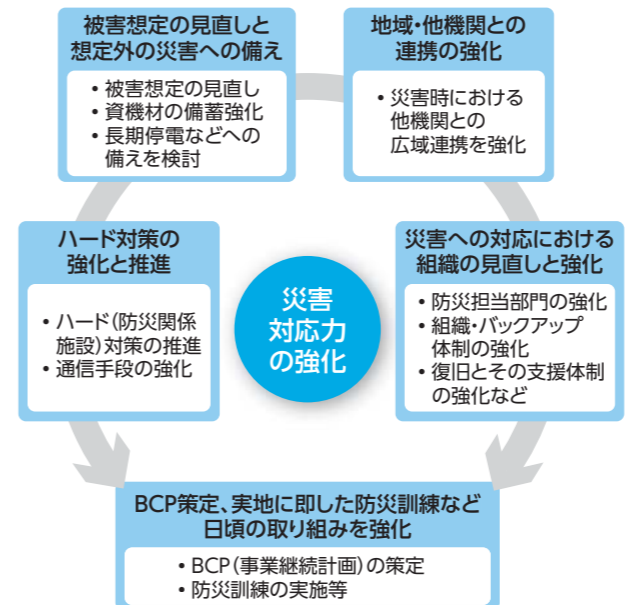 被害想定の見直しと
想定外の災害への備え
• 被害想定の見直し
• 資機材の備蓄強化
• 長期停電などへの
備えを検討
地域・他機関との
連携の強化
• 災害時における
他機関との
広域連携を強化
ハード対策の
強化と推進
• ハード(防災関係
施設)対策の推進
• 通信手段の強化
災害
対応力
の強化
災害への対応における
組織の見直しと強化
• 防災担当部門の強化
• 組織・バックアップ
体制の強化
• 復旧とその支援体制
の強化など
BCP策定、実地に即した防災訓練など
日頃の取り組みを強化
• BCP(事業継続計画)の策定
• 防災訓練の実施等